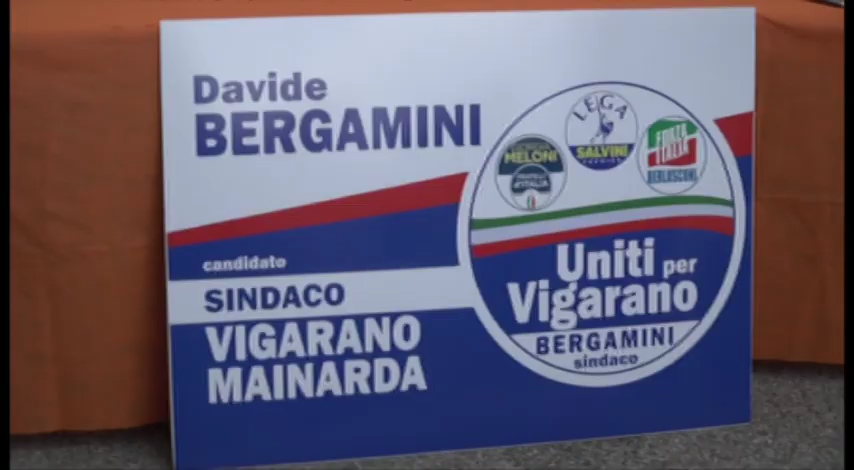 Davide
BERGAMINI
candidato
SINDACO
VIGARANO
MAINARDA
LEGA
SALVINI
PREMIER
MELONI
FRATELLI
d'ITALIA
FORZA
ITALIA
BERLUSCONI
Uniti per
Vigarano
BERGAMINI
sindaco